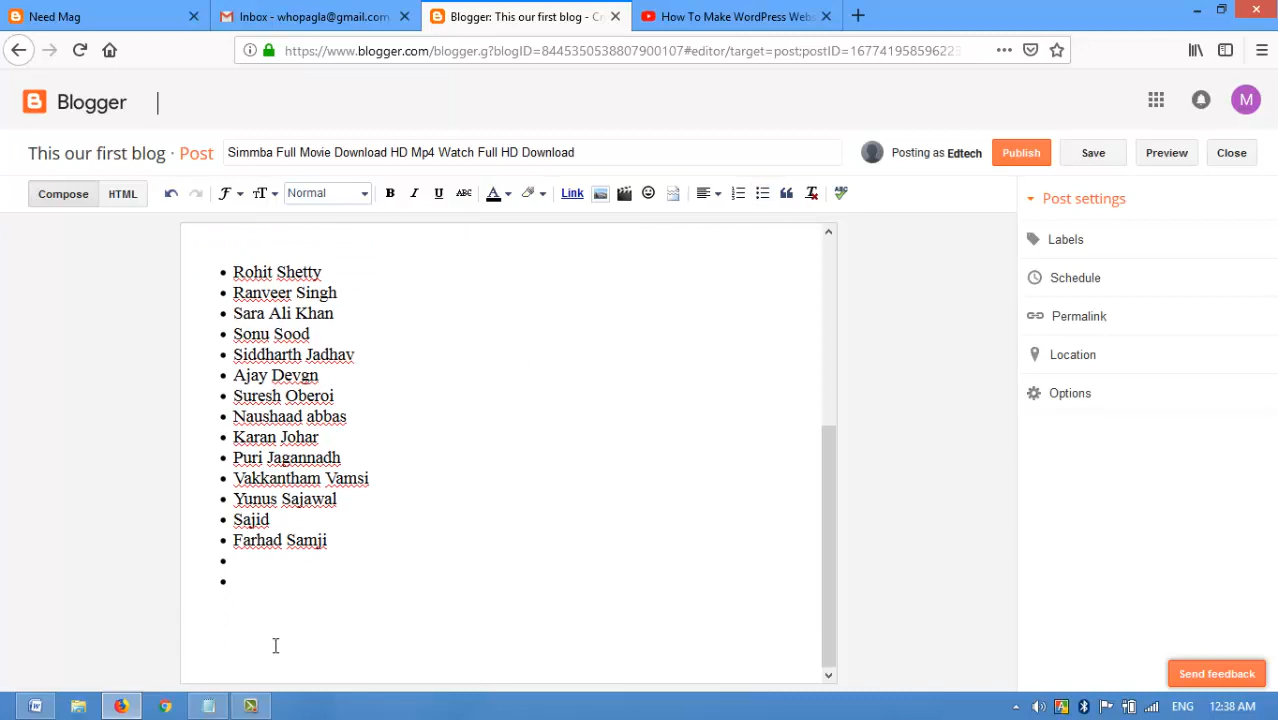 Need Mag
Inbox - whopagla@gmail.com
Blogger: This our first blog - Cr
How To Make WordPress Webs
https://www.blogger.com/blogger.g?blogID=8445350538807900107#editor/target=post;postID=167741958596228
Blogger
M
This our first blog · Post
Simmba Full Movie Download HD Mp4 Watch Full HD Download
Posting as Edtech
Publish
Save
Preview
Close
Compose
HTML
Normal
B I U ABC A
Link
Post settings
Labels
Schedule
Permalink
Location
Options
Rohit Shetty
Ranveer Singh
Sara Ali Khan
Sonu Sood
Siddharth Jadhav
Ajay Devgn
Suresh Oberoi
Naushaad abbas
Karan Johar
Puri Jagannadh
Vakkantham Vamsi
Yunus Sajawal
Sajid
Farhad Samji
Send feedback
ENG
12:38 AM